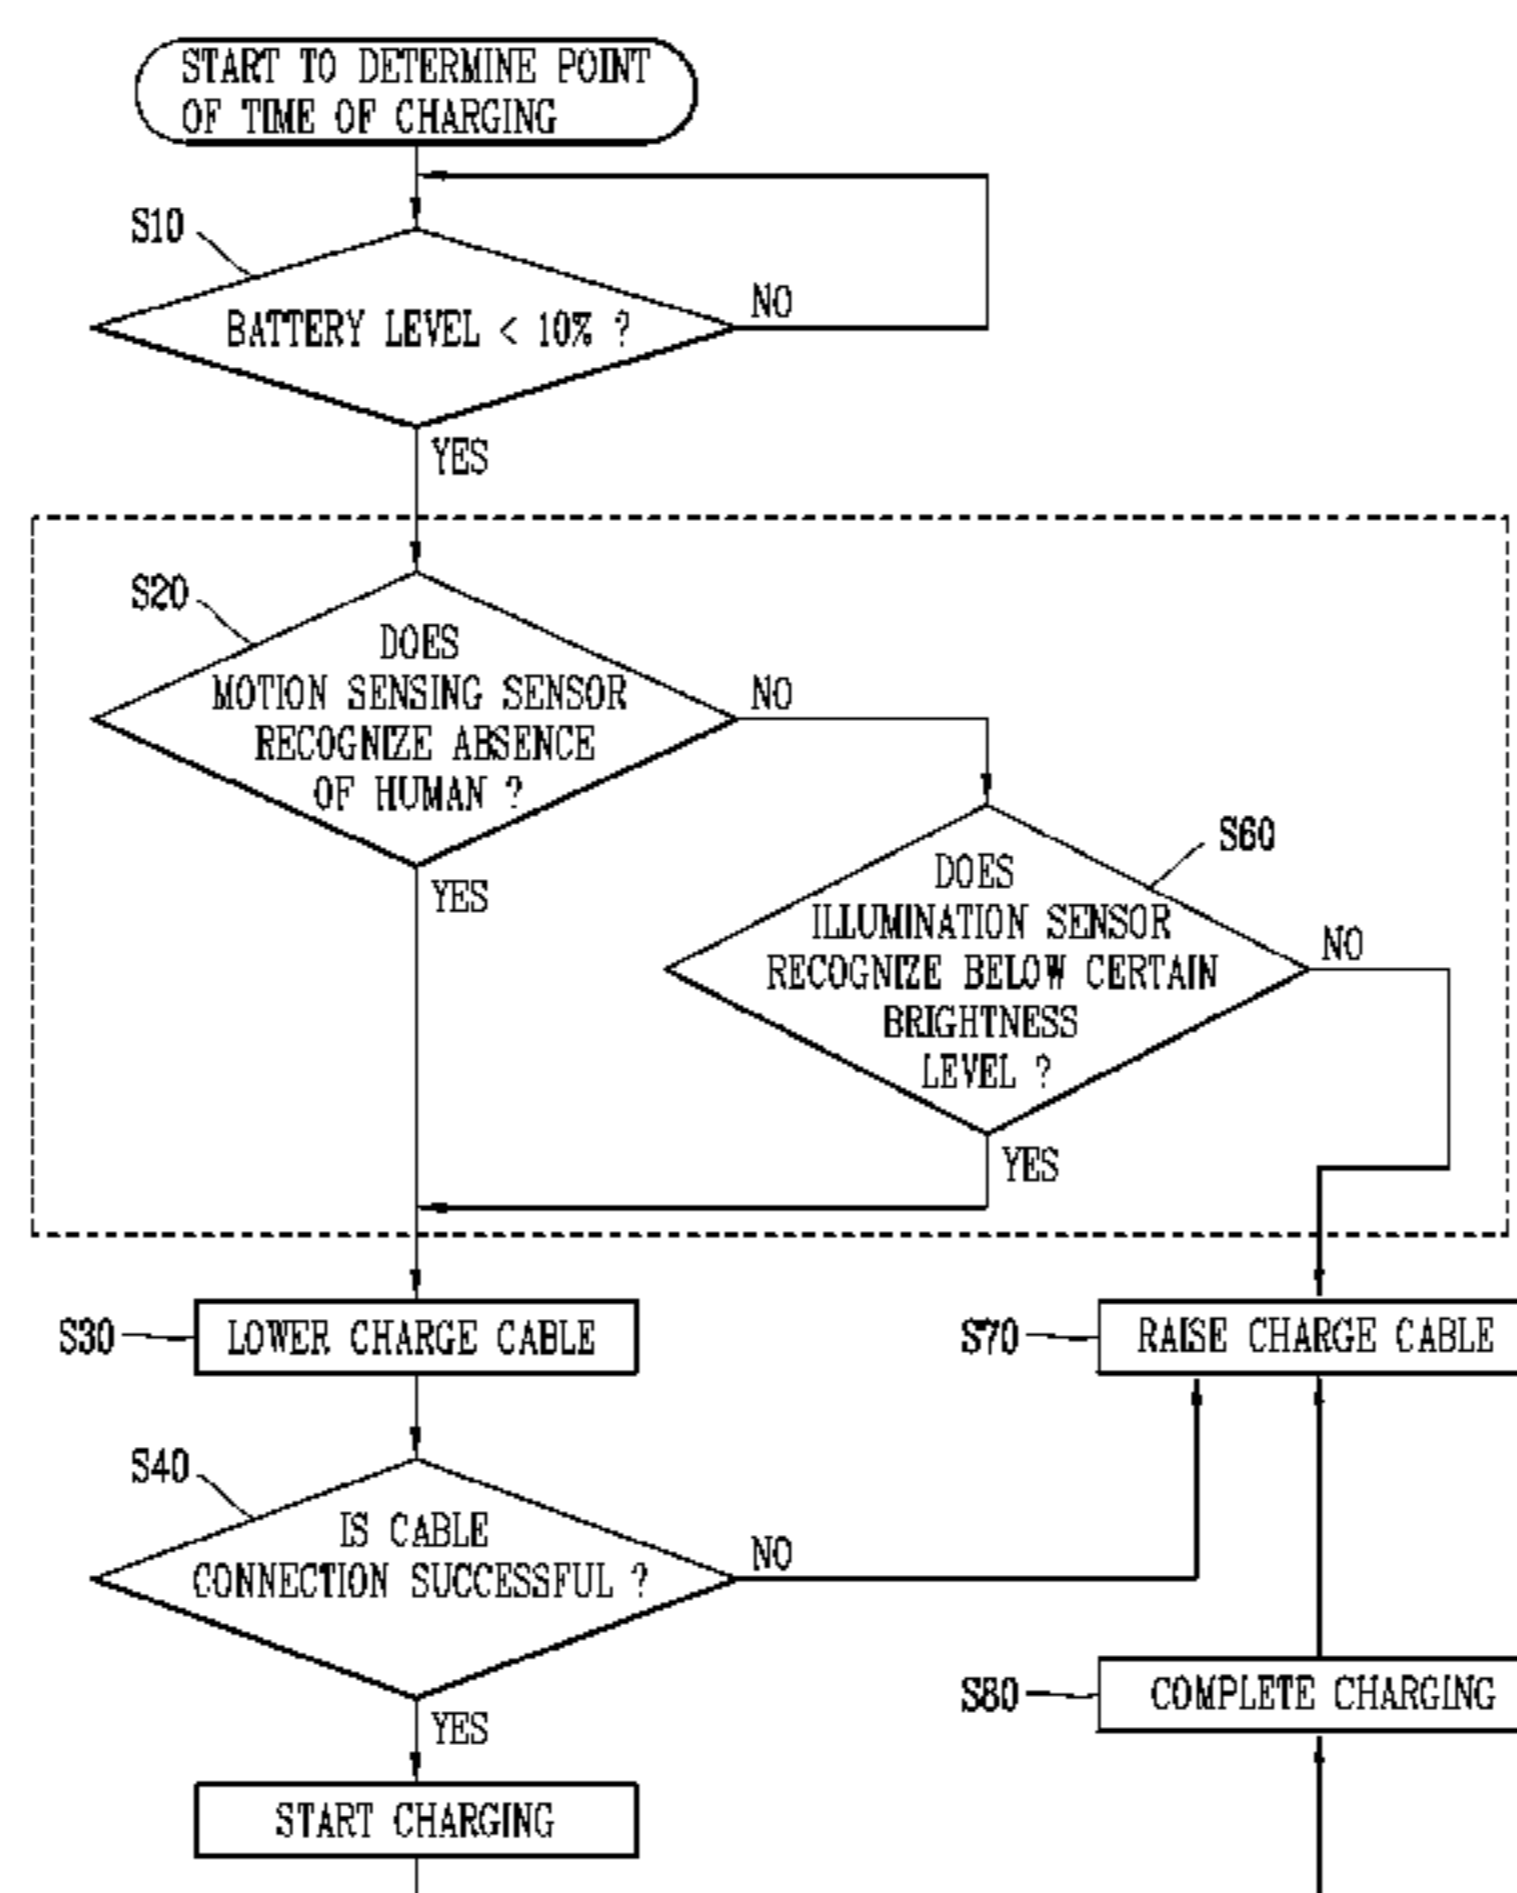 START TO DETERMINE POINT
OF TIME OF CHARGING
S10
BATTERY LEVEL < 10% ?
NO
YES
S20
DOES
MOTION SENSING SENSOR
RECOGNIZE ABSENCE
OF HUMAN ?
NO
YES
S60
DOES
ILLUMINATION SENSOR
RECOGNIZE BELOW CERTAIN
BRIGHTNESS
LEVEL ?
NO
YES
S30
LOWER CHARGE CABLE
S70
RAISE CHARGE CABLE
S40
IS CABLE
CONNECTION SUCCESSFUL ?
NO
YES
S80
COMPLETE CHARGING
START CHARGING